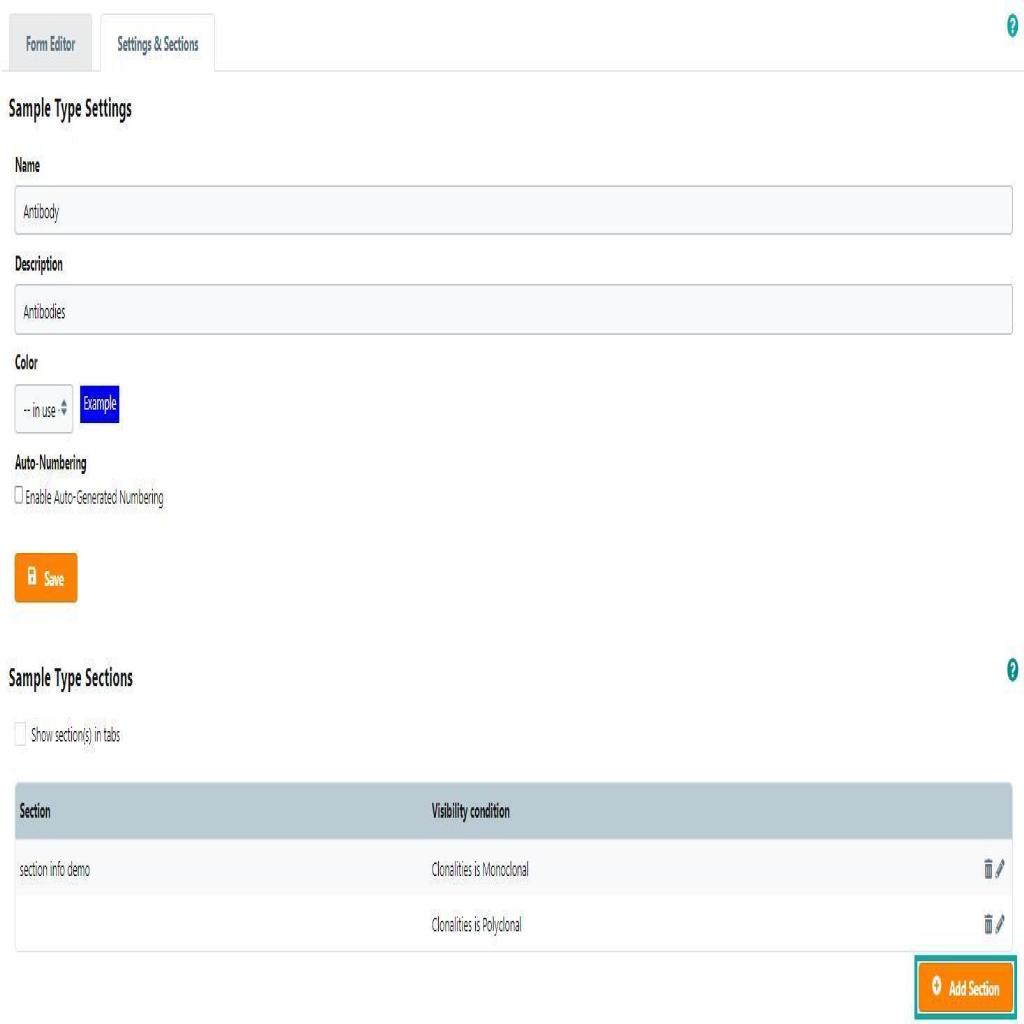 Form Editor
Settings & Sections
?
Sample Type Settings
Name
Antibody
Description
Antibodies
Color
-- in use -
Example
Auto-Numbering
Enable Auto-Generated Numbering
Save
Sample Type Sections
?
Show section(s) in tabs
Section Visibility condition
section info demo Clonalities is Monoclonal
Clonalities is Polyclonal
Add Section